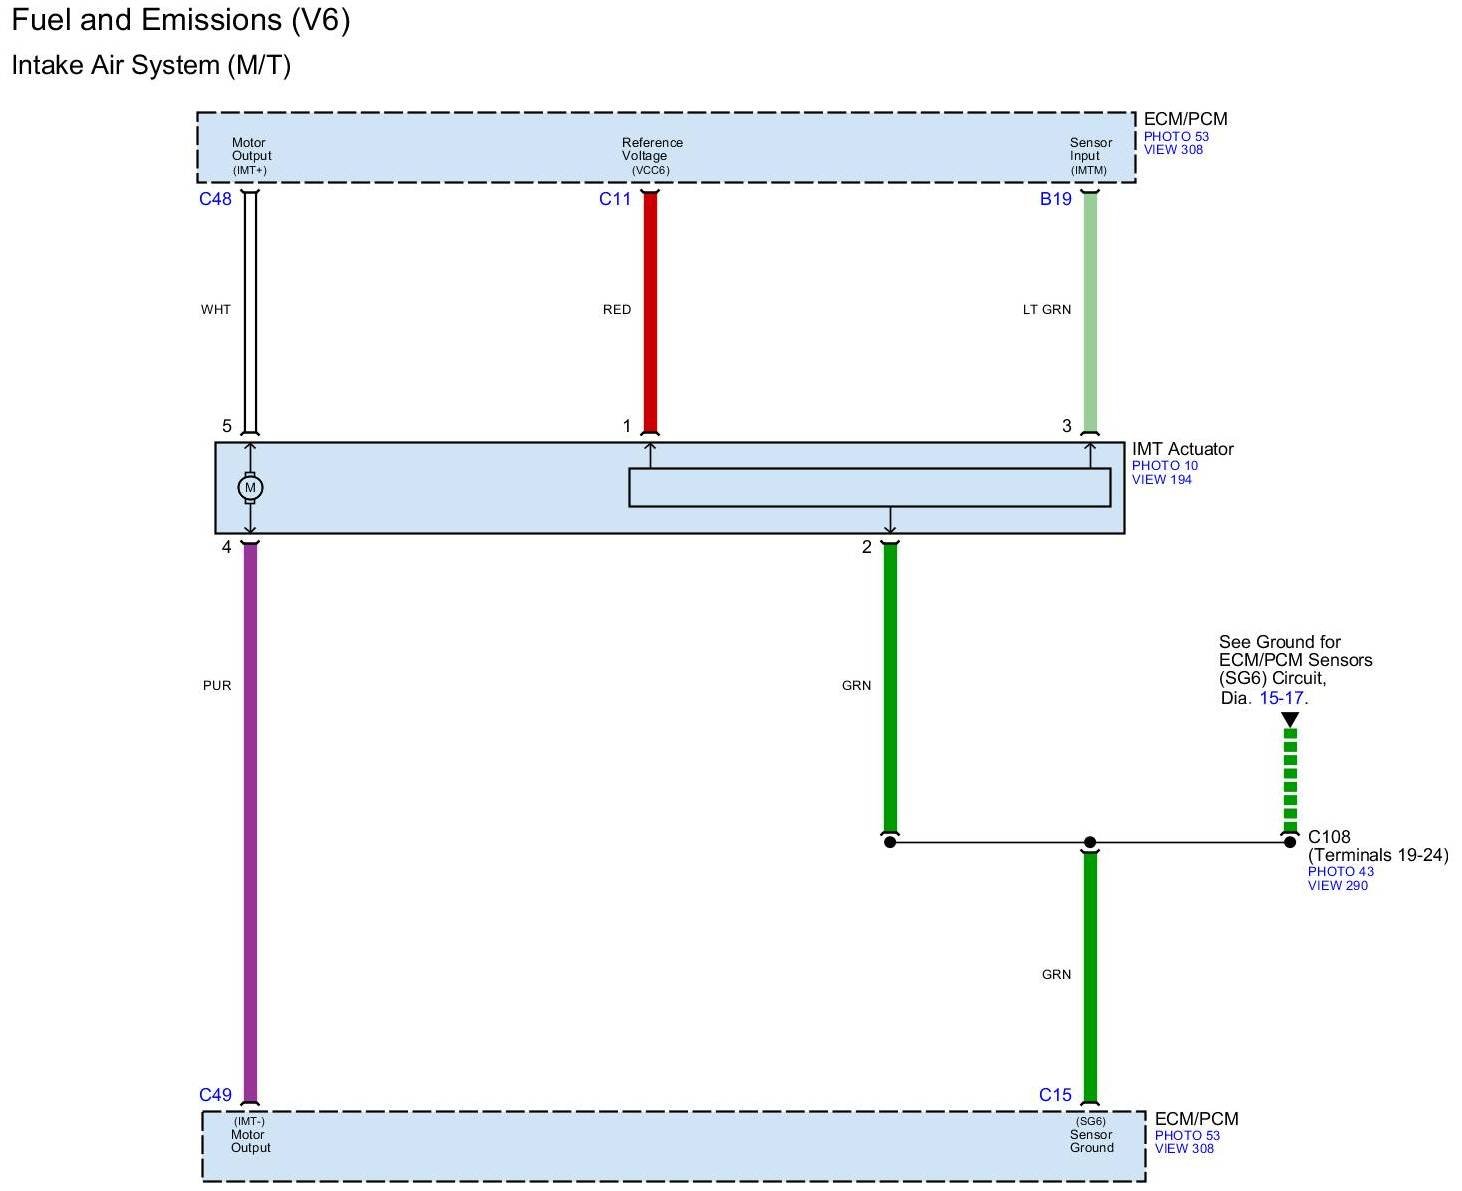 Fuel and Emissions (V6)
Intake Air System (M/T)
ECM/PCM
PHOTO 53
VIEW 308
Motor
Output
(IMT+)
Reference
Voltage
(VCC6)
Sensor
Input
(IMTM)
C48
C11
B19
WHT
RED
LT GRN
5
1
3
IMT Actuator
PHOTO 10
VIEW 194
M
4
2
See Ground for
ECM/PCM Sensors
(SG6) Circuit,
Dia. 15-17.
PUR
GRN
C108
(Terminals 19-24)
PHOTO 43
VIEW 290
GRN
C49
C15
(IMT-)
Motor
Output
(SG6)
Sensor
Ground
ECM/PCM
PHOTO 53
VIEW 308